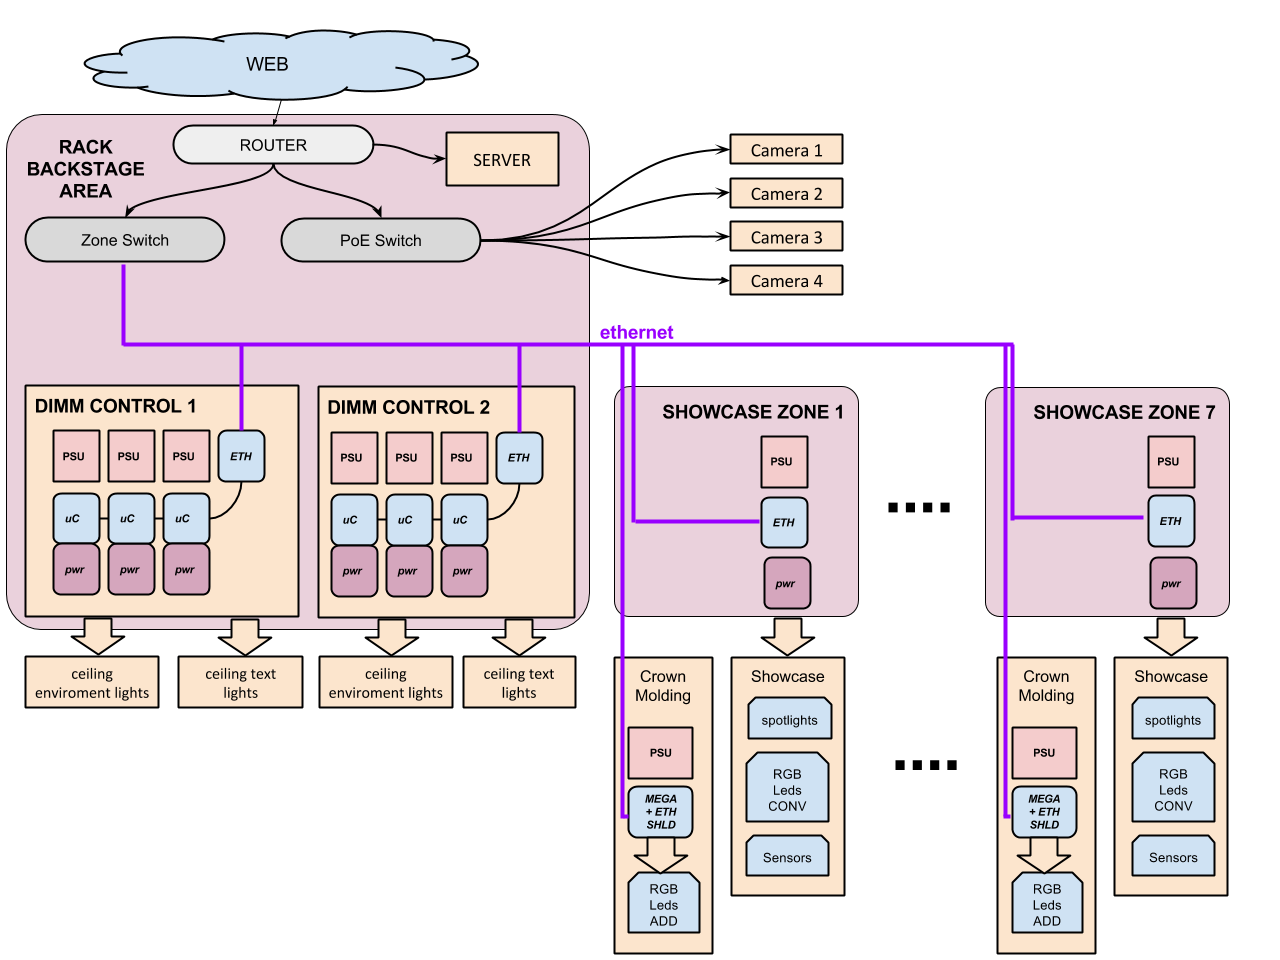 WEB
RACK
BACKSTAGE
AREA
ROUTER
SERVER
Zone Switch
PoE Switch
Camera 1
Camera 2
Camera 3
Camera 4
ethernet
DIMM CONTROL 1
PSU PSU PSU ETH
uC uC uC
pwr pwr pwr
DIMM CONTROL 2
PSU PSU PSU ETH
uC uC uC
pwr pwr pwr
SHOWCASE ZONE 1
PSU
ETH
pwr
SHOWCASE ZONE 7
PSU
ETH
pwr
ceiling
enviroment lights
ceiling text
lights
ceiling
enviroment lights
ceiling text
lights
Crown
Molding
PSU
MEGA
+ ETH
SHLD
RGB
Leds
ADD
Showcase
spotlights
RGB
Leds
CONV
Sensors
Crown
Molding
PSU
MEGA
+ ETH
SHLD
RGB
Leds
ADD
Showcase
spotlights
RGB
Leds
CONV
Sensors